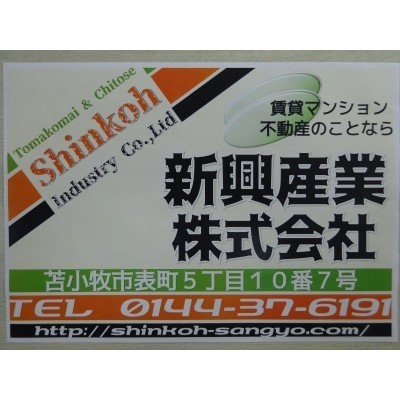 Tomakomai & Chitose
Shinkoh
Industry Co.,Ltd
賃貸マンション
不動産のことなら
新興産業
株式会社
苫小牧市表町5丁目10番7号
TEL 0144-37-6191
http://shinkoh-sangyo.com/